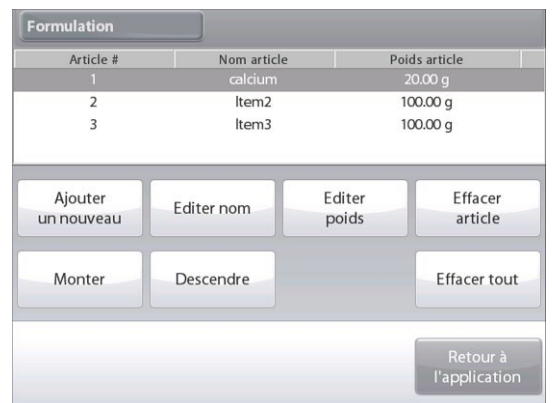 Formulation
Article # Nom article Poids article
1 calcium 20.00 g
2 Item2 100.00 g
3 Item3 100.00 g
Ajouter
un nouveau
Editer nom
Editer
poids
Effacer
article
Monter
Descendre
Effacer tout
Retour à
l'application